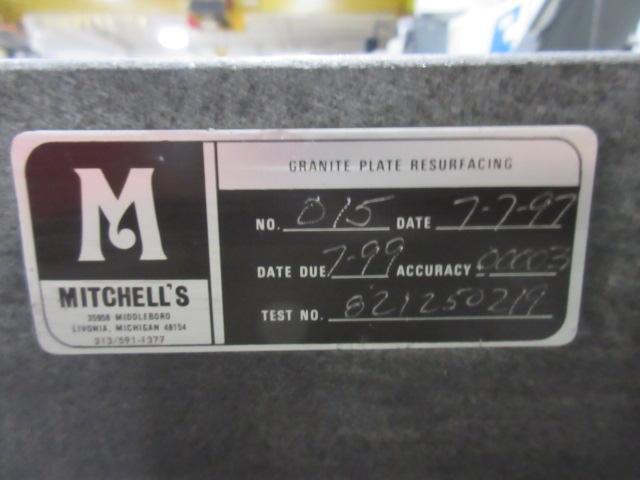 M
MITCHELL'S
35958 MIDDLEBORO
LIVONIA, MICHIGAN 48154
313/591-1377
GRANITE PLATE RESURFACING
NO. 015 DATE 7-7-97
DATE DUE 7-99 ACCURACY .00003
TEST NO. 821250219